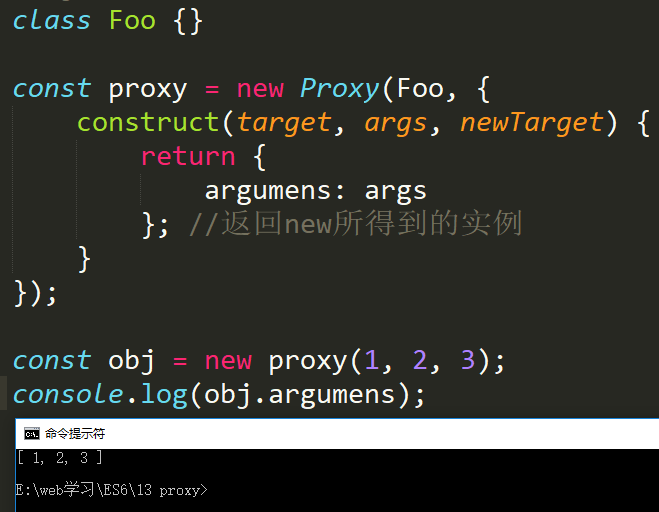 class Foo {}
const proxy = new Proxy(Foo, {
construct(target, args, newTarget) {
return {
argumens: args
}; //返回new所得到的实例
}
});
const obj = new proxy(1, 2, 3);
console.log(obj.argumens);
命令提示符
[ 1, 2, 3 ]
E:\web学习\ES6\13 proxy>